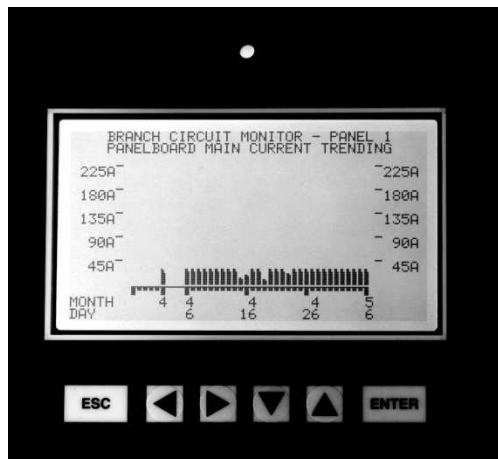 BRANCH CIRCUIT MONITOR - PANEL 1
PANELBOARD MAIN CURRENT TRENDING
225A 225A
180A 180A
135A 135A
90A 90A
45A 45A
MONTH 4 4 4 4 5
DAY 6 16 26 6
ESC ENTER